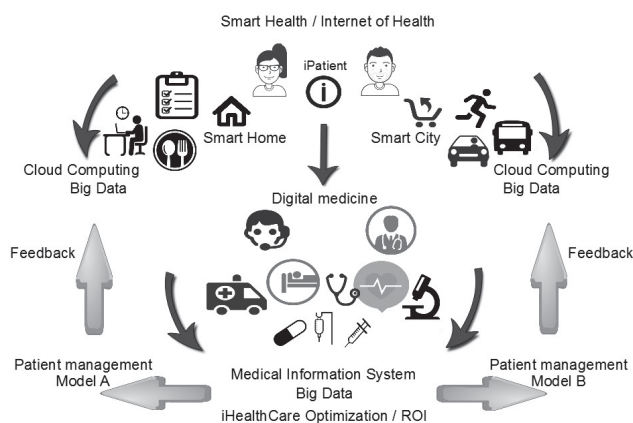 Smart Health / Internet of Health
iPatient
i
Smart Home
Smart City
Cloud Computing
Big Data
Cloud Computing
Big Data
Digital medicine
Feedback
Feedback
Patient management
Model A
Medical Information System
Big Data
iHealthCare Optimization / ROI
Patient management
Model B